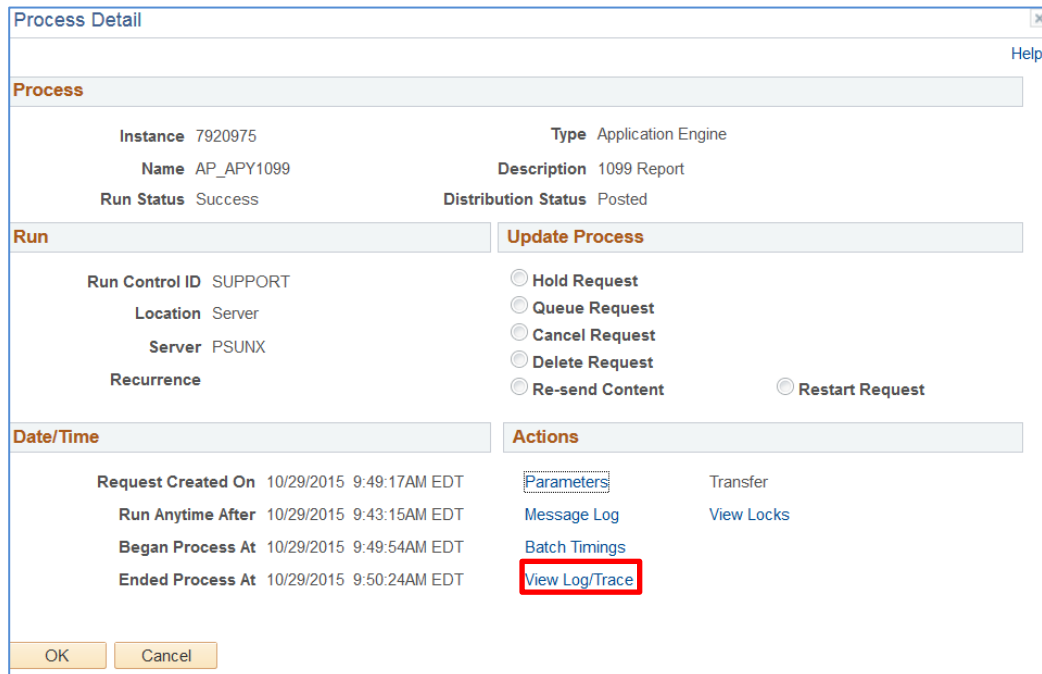 Process Detail
Help
Process
Instance 7920975 Type Application Engine
Name AP_APY1099 Description 1099 Report
Run Status Success Distribution Status Posted
Run
Run Control ID SUPPORT
Location Server
Server PSUNX
Recurrence
Update Process
Hold Request
Queue Request
Cancel Request
Delete Request
Re-send Content Restart Request
Date/Time
Request Created On 10/29/2015 9:49:17AM EDT
Run Anytime After 10/29/2015 9:43:15AM EDT
Began Process At 10/29/2015 9:49:54AM EDT
Ended Process At 10/29/2015 9:50:24AM EDT
Actions
Parameters Transfer
Message Log View Locks
Batch Timings
View Log/Trace
OK Cancel